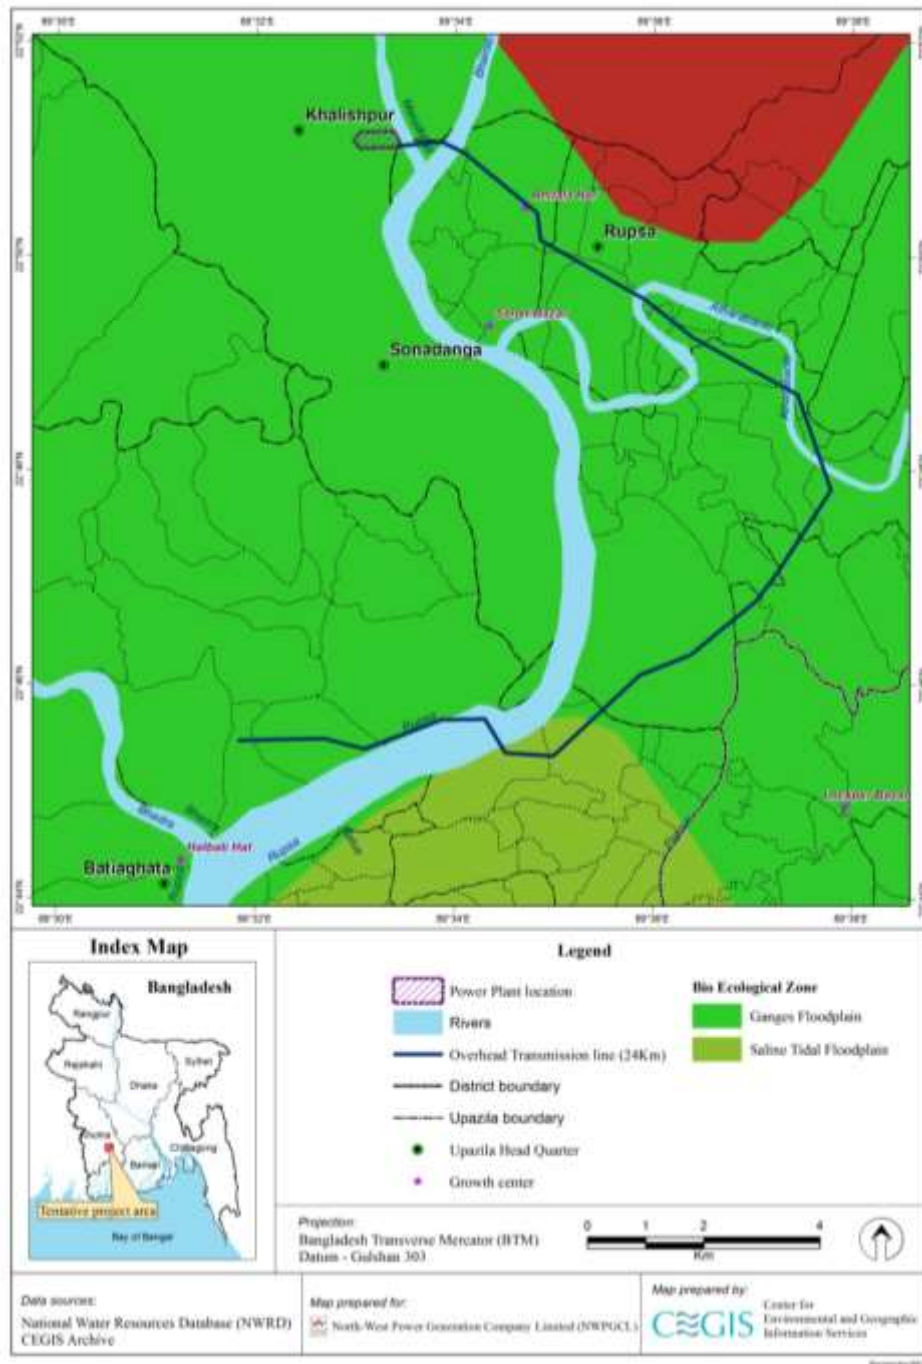 Khalishpur
Rupsa
Sonadanga
Rupsa
Bhadra
Rupsa
Batiaghata
Index Map
Bangladesh
Rangpur
Rajshahi
Dhaka
Sylhet
Khulna
Barisal
Chittagong
Tentative project area
Bay of Bengal
Legend
Power Plant location
Rivers
Overhead Transmission line (24Km)
District boundary
Upazila boundary
Upazila Head Quarter
Growth center
Bio Ecological Zone
Ganges Floodplain
Saline Tidal Floodplain
Projection:
Bangladesh Transverse Mercator (BTM)
Datum - Gulshan 303
0 1 2 4
Km
Data sources:
National Water Resources Database (NWRD)
CEGIS Archive
Map prepared for:
North-West Power Generation Company Limited (NWPGCL)
Map prepared by:
CEGIS
Center for
Environmental and Geographic
Information Services